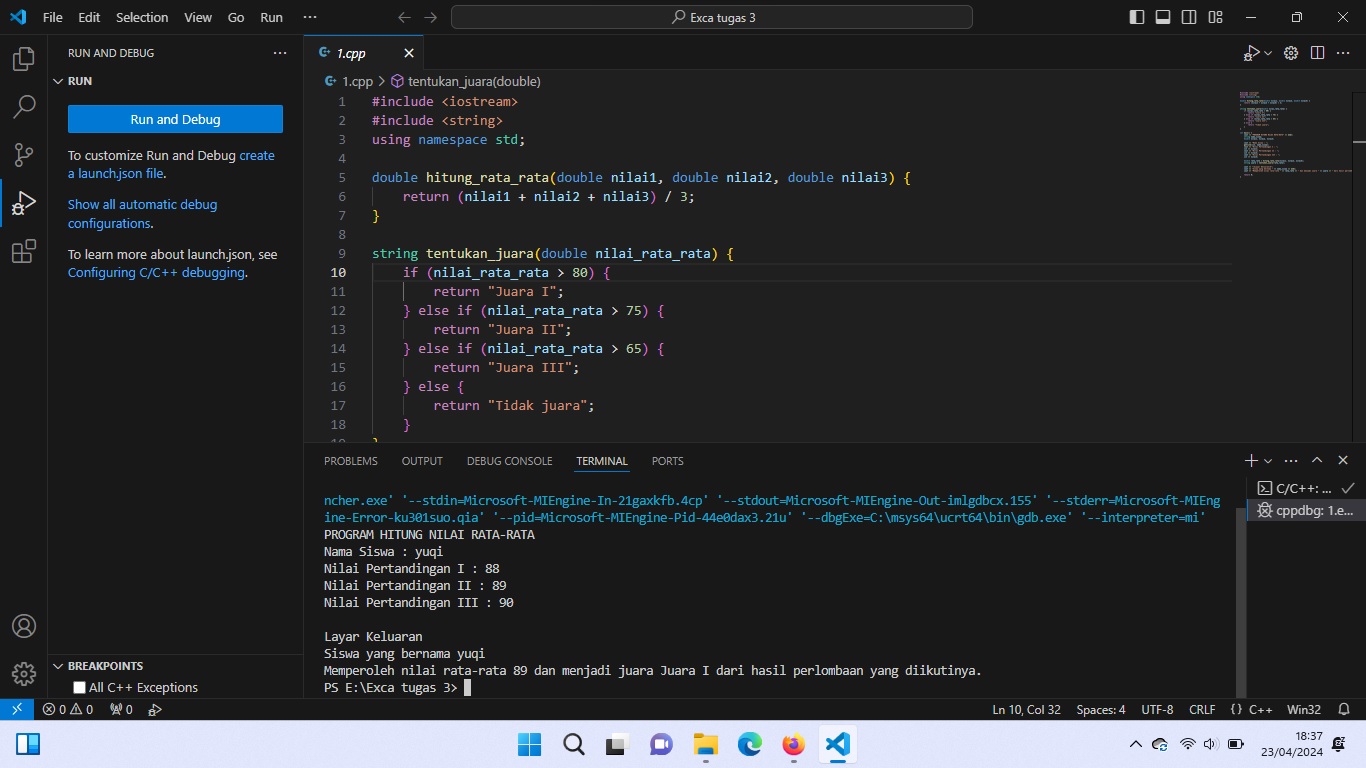 File Edit Selection View Go Run ···
Exca tugas 3
RUN AND DEBUG
RUN
Run and Debug
To customize Run and Debug create
a launch.json file.
Show all automatic debug
configurations.
To learn more about launch.json, see
Configuring C/C++ debugging.
BREAKPOINTS
All C++ Exceptions
1.cpp
1.cpp > tentukan_juara(double)
1 #include <iostream>
2 #include <string>
3 using namespace std;
4
5 double hitung_rata_rata(double nilai1, double nilai2, double nilai3) {
6 return (nilai1 + nilai2 + nilai3) / 3;
7 }
8
9 string tentukan_juara(double nilai_rata_rata) {
10 if (nilai_rata_rata > 80) {
11 return "Juara I";
12 } else if (nilai_rata_rata > 75) {
13 return "Juara II";
14 } else if (nilai_rata_rata > 65) {
15 return "Juara III";
16 } else {
17 return "Tidak juara";
18 }
19 }
PROBLEMS OUTPUT DEBUG CONSOLE TERMINAL PORTS
ncher.exe' '--stdin=Microsoft-MIEngine-In-21gaxkfb.4cp' '--stdout=Microsoft-MIEngine-Out-imlgdbcx.155' '--stderr=Microsoft-MIEng
ine-Error-ku301suo.qia' '--pid=Microsoft-MIEngine-Pid-44e0dax3.21u' '--dbgExe=C:\msys64\ucrt64\bin\gdb.exe' '--interpreter=mi'
PROGRAM HITUNG NILAI RATA-RATA
Nama Siswa : yuqi
Nilai Pertandingan I : 88
Nilai Pertandingan II : 89
Nilai Pertandingan III : 90
Layar Keluaran
Siswa yang bernama yuqi
Memperoleh nilai rata-rata 89 dan menjadi juara Juara I dari hasil perlombaan yang diikutinya.
PS E:\Exca tugas 3>
C/C++: ...
cppdbg: 1.e...
0 0 0
Ln 10, Col 32 Spaces: 4 UTF-8 CRLF {} C++ Win32
18:37
23/04/2024